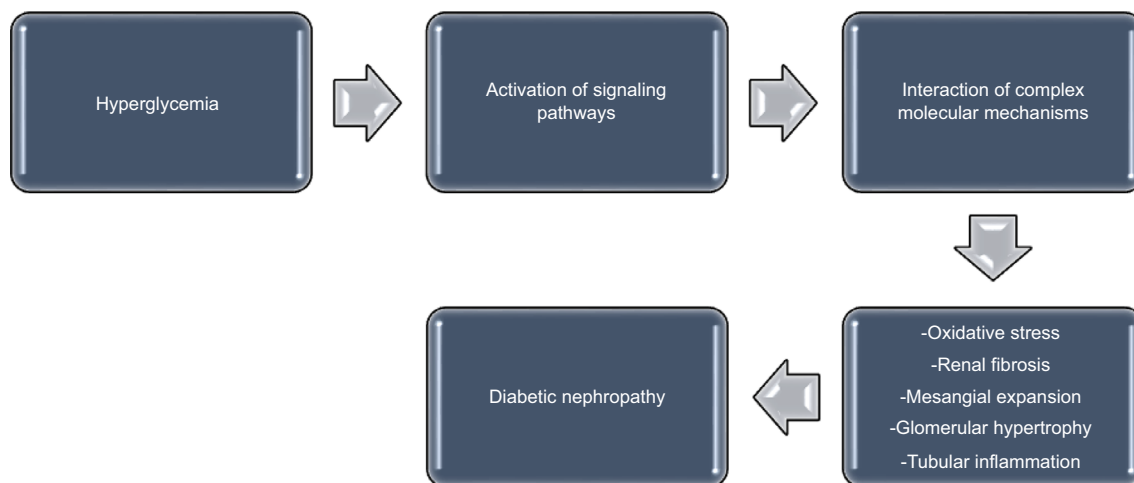 Hyperglycemia
Activation of signaling
pathways
Interaction of complex
molecular mechanisms
-Oxidative stress
-Renal fibrosis
-Mesangial expansion
-Glomerular hypertrophy
-Tubular inflammation
Diabetic nephropathy